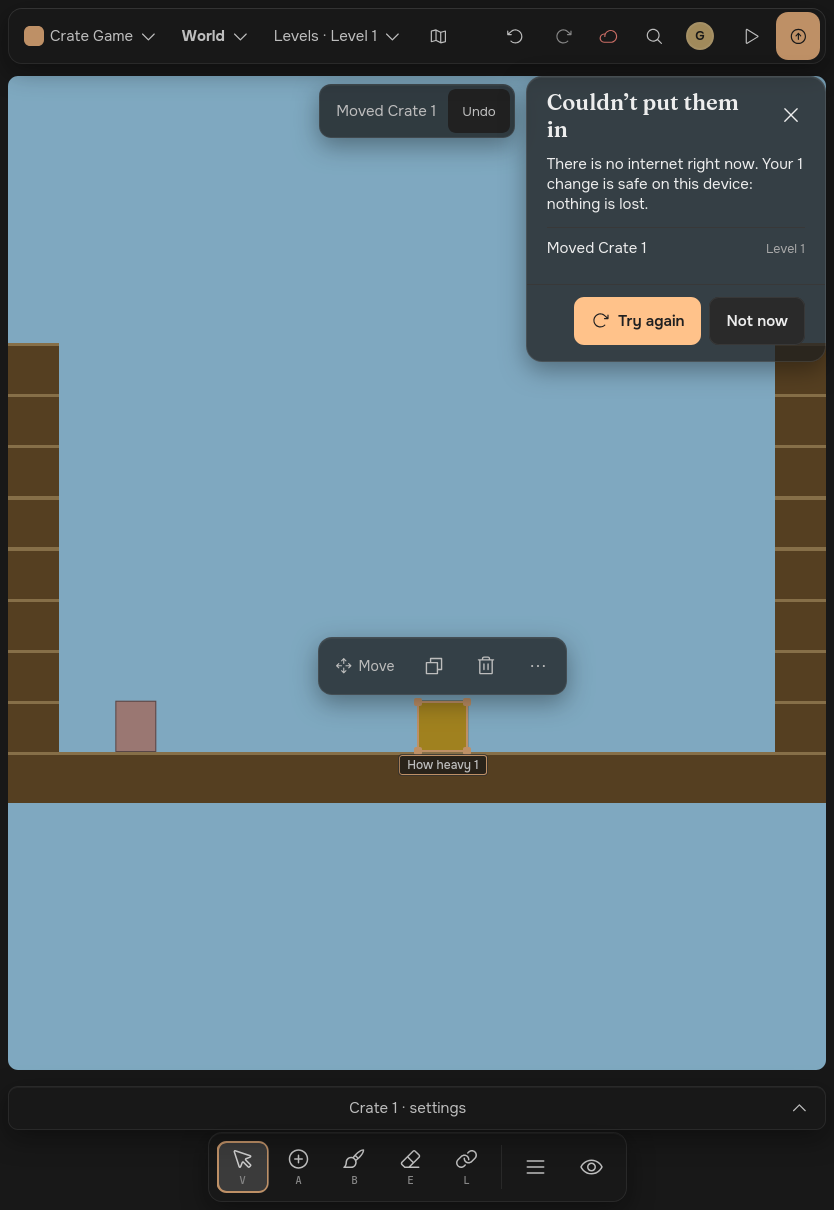 Crate Game
World
Levels · Level 1
G
Moved Crate 1
Undo
Couldn’t put them
in
There is no internet right now. Your 1
change is safe on this device:
nothing is lost.
Moved Crate 1
Level 1
Try again
Not now
Move
How heavy 1
Crate 1 · settings
V
A
B
E
L